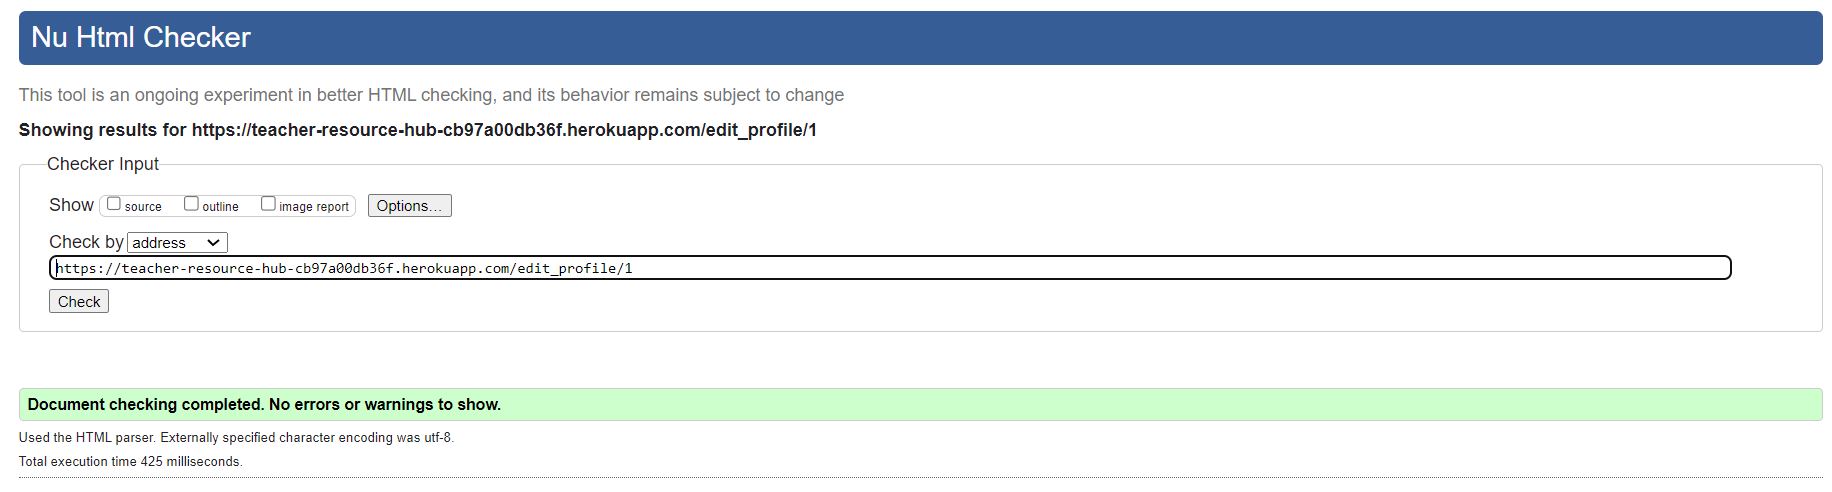 Nu Html Checker
This tool is an ongoing experiment in better HTML checking, and its behavior remains subject to change
Showing results for https://teacher-resource-hub-cb97a00db36f.herokuapp.com/edit_profile/1
Checker Input
Show source outline image report Options...
Check by address
https://teacher-resource-hub-cb97a00db36f.herokuapp.com/edit_profile/1
Check
Document checking completed. No errors or warnings to show.
Used the HTML parser. Externally specified character encoding was utf-8.
Total execution time 425 milliseconds.